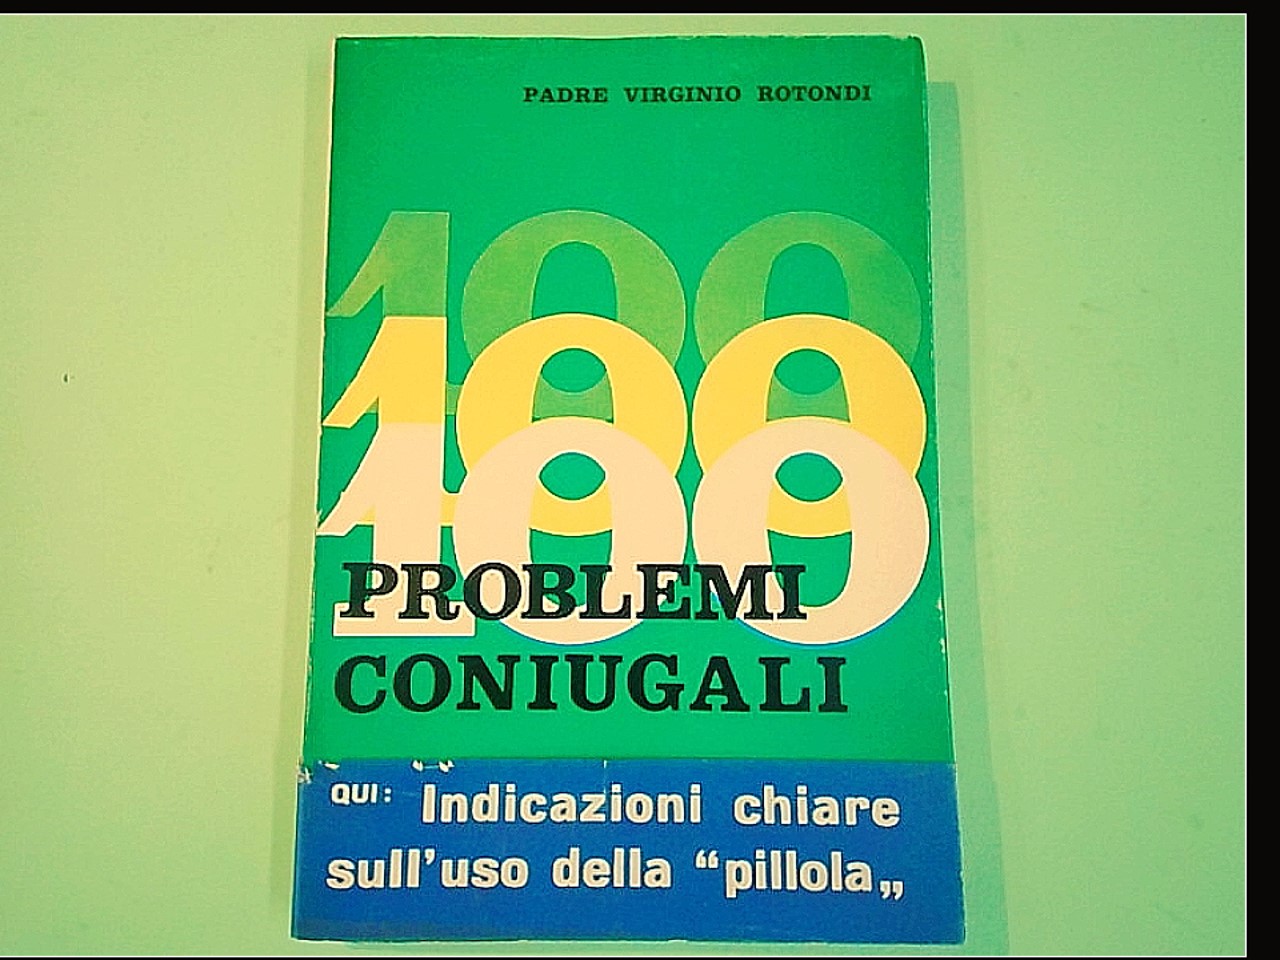 PADRE VIRGINIO ROTONDI
100
100
100
PROBLEMI
CONIUGALI
QUI: Indicazioni chiare
sull'uso della “pillola„